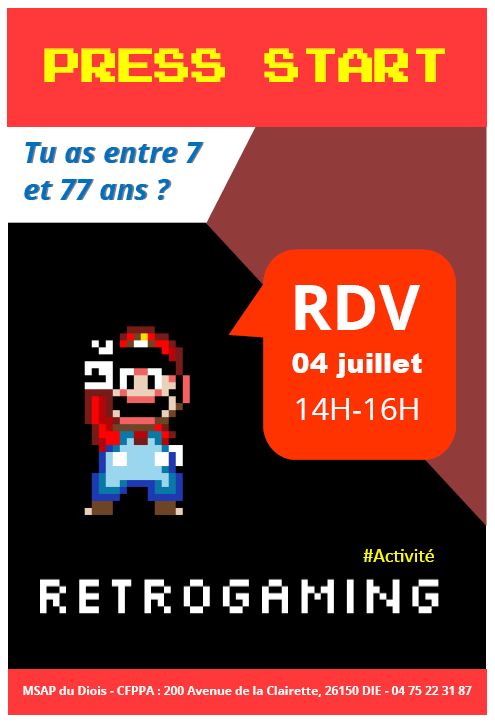 PRESS START
Tu as entre 7
et 77 ans ?
RDV
04 juillet
14H-16H
#Activité
RETROGAMING
MSAP du Diois - CFPPA : 200 Avenue de la Clairette, 26150 DIE - 04 75 22 31 87